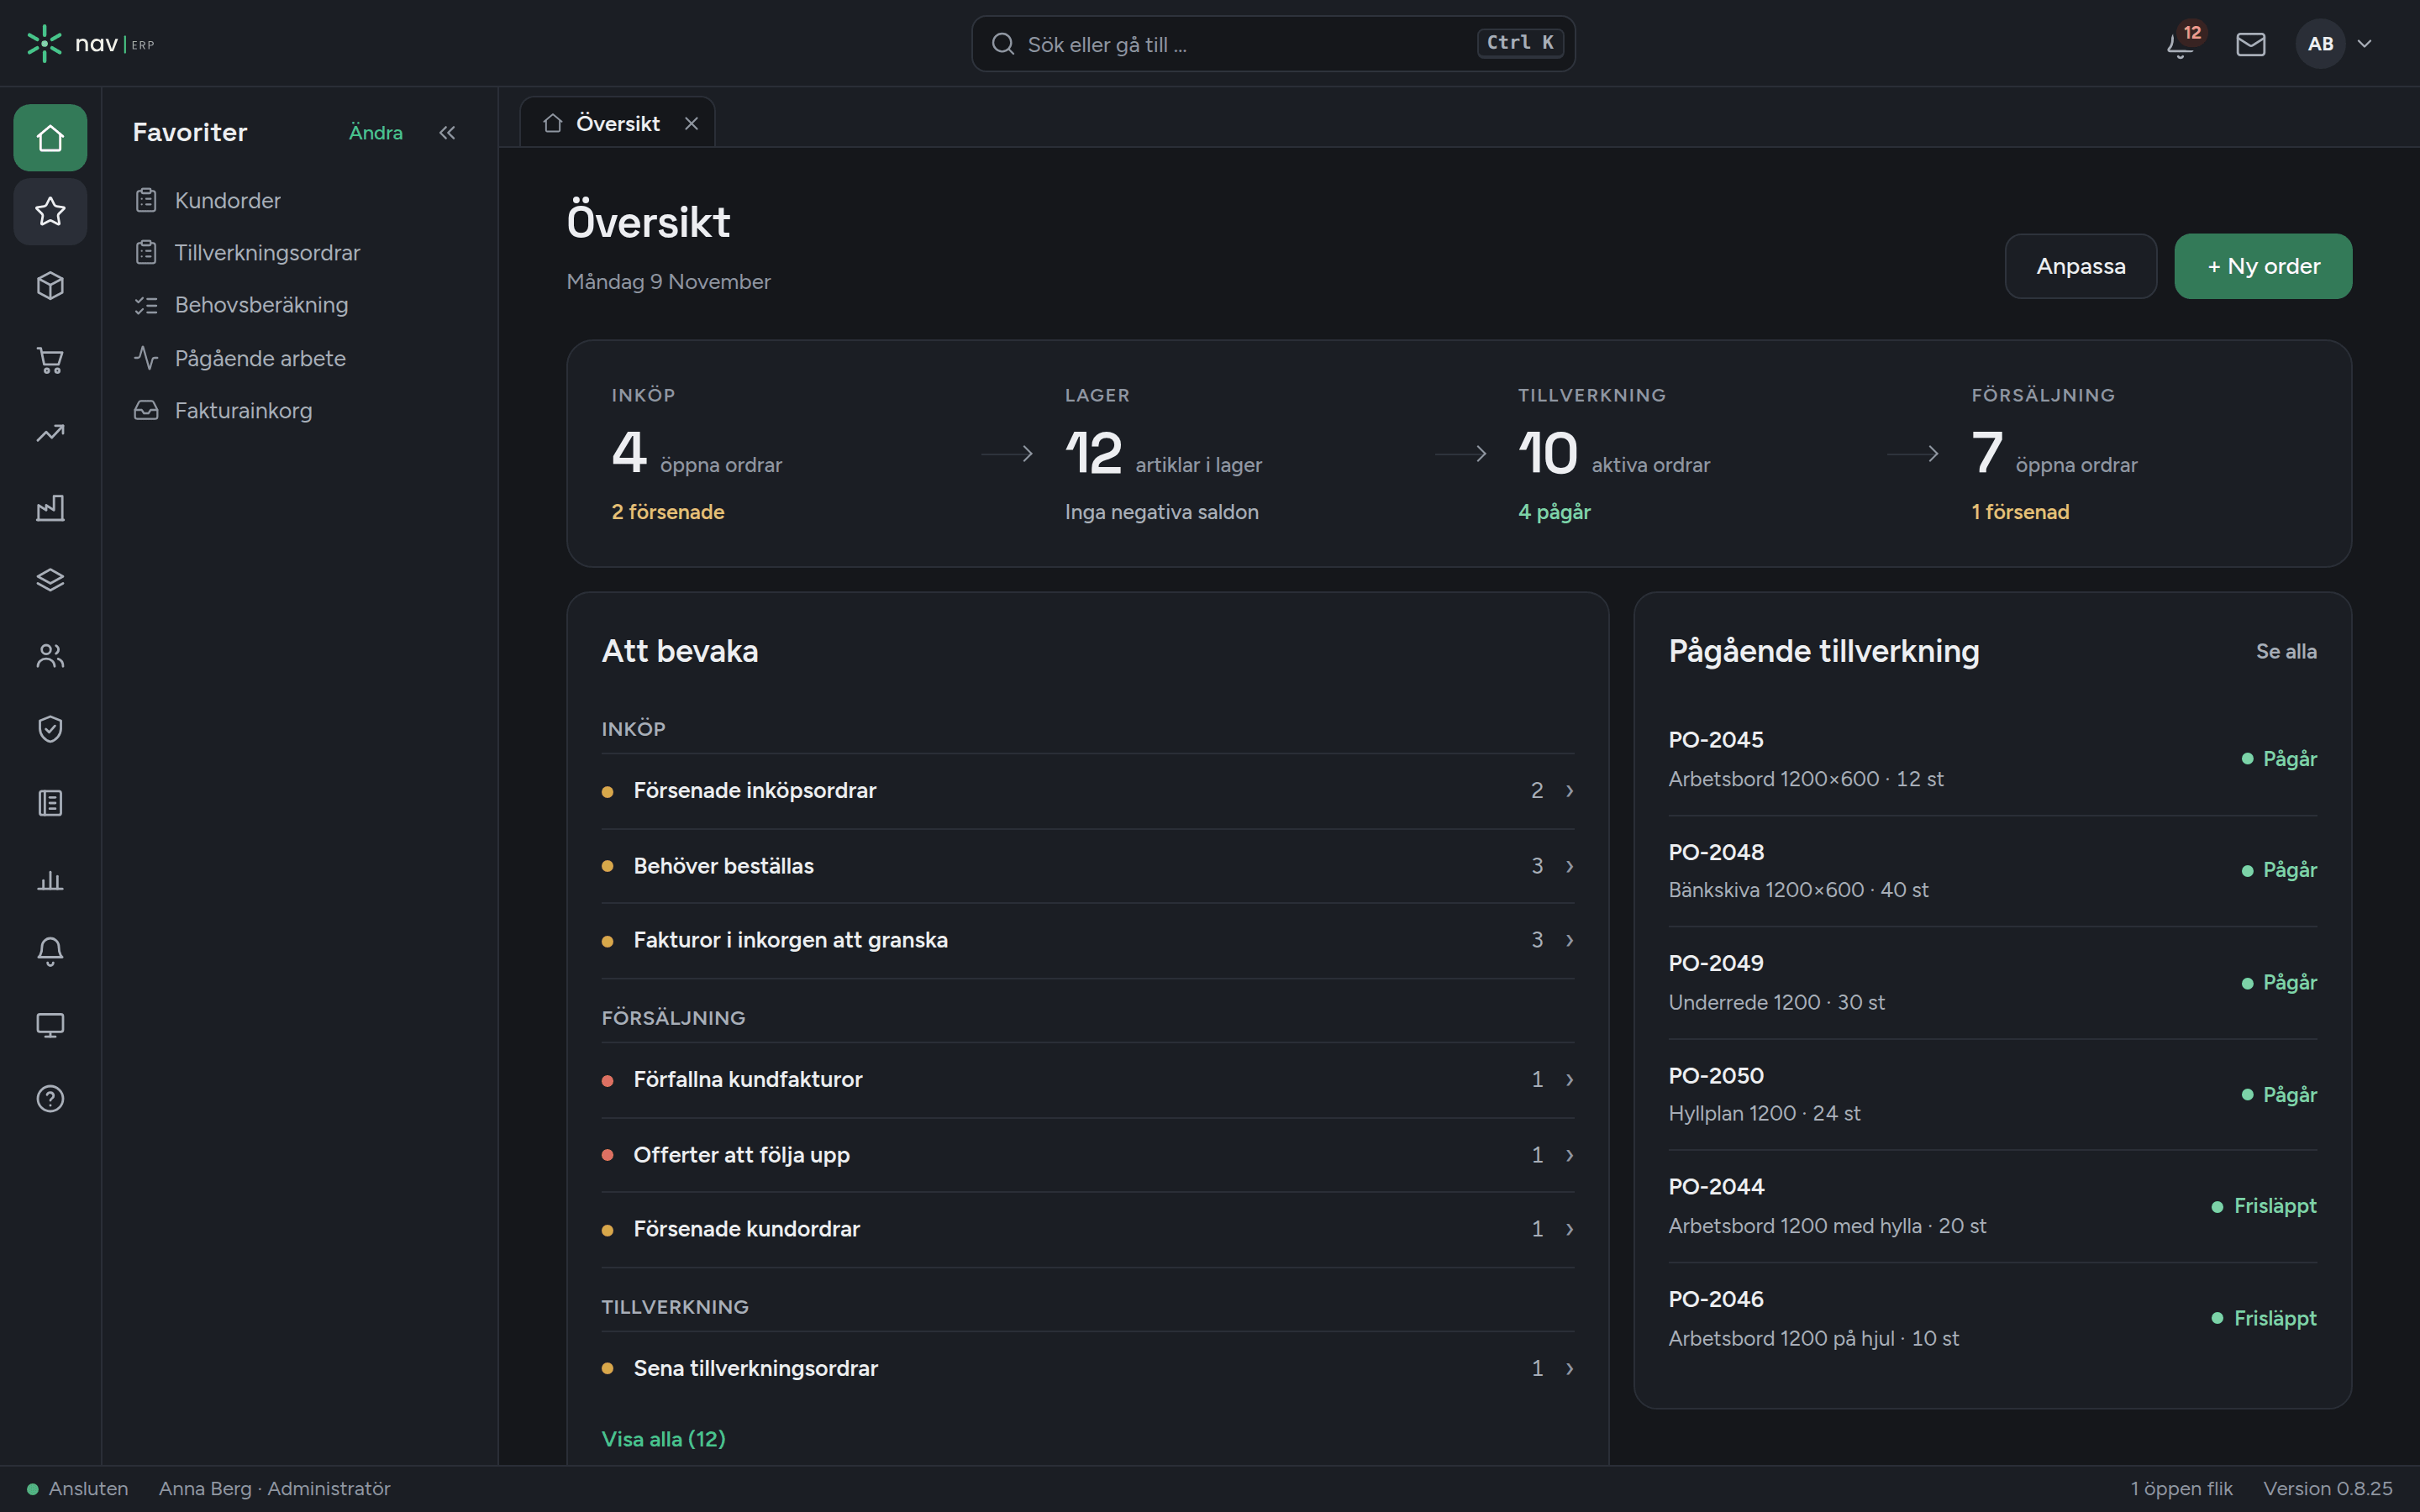 nav | ERP
Sök eller gå till ...
Ctrl K
12
AB
Favoriter
Ändra
Kundorder
Tillverkningsordrar
Behovsberäkning
Pågående arbete
Fakturainkorg
Översikt
Översikt
Måndag 9 November
Anpassa
+ Ny order
INKÖP
4 öppna ordrar
2 försenade
LAGER
12 artiklar i lager
Inga negativa saldon
TILLVERKNING
10 aktiva ordrar
4 pågår
FÖRSÄLJNING
7 öppna ordrar
1 försenad
Att bevaka
INKÖP
Försenade inköpsordrar 2
Behöver beställas 3
Fakturor i inkorgen att granska 3
FÖRSÄLJNING
Förfallna kundfakturor 1
Offerter att följa upp 1
Försenade kundordrar 1
TILLVERKNING
Sena tillverkningsordrar 1
Visa alla (12)
Pågående tillverkning
Se alla
PO-2045
Arbetsbord 1200×600 · 12 st
Pågår
PO-2048
Bänkskiva 1200×600 · 40 st
Pågår
PO-2049
Underrede 1200 · 30 st
Pågår
PO-2050
Hyllplan 1200 · 24 st
Pågår
PO-2044
Arbetsbord 1200 med hylla · 20 st
Frisläppt
PO-2046
Arbetsbord 1200 på hjul · 10 st
Frisläppt
Ansluten
Anna Berg · Administratör
1 öppen flik
Version 0.8.25